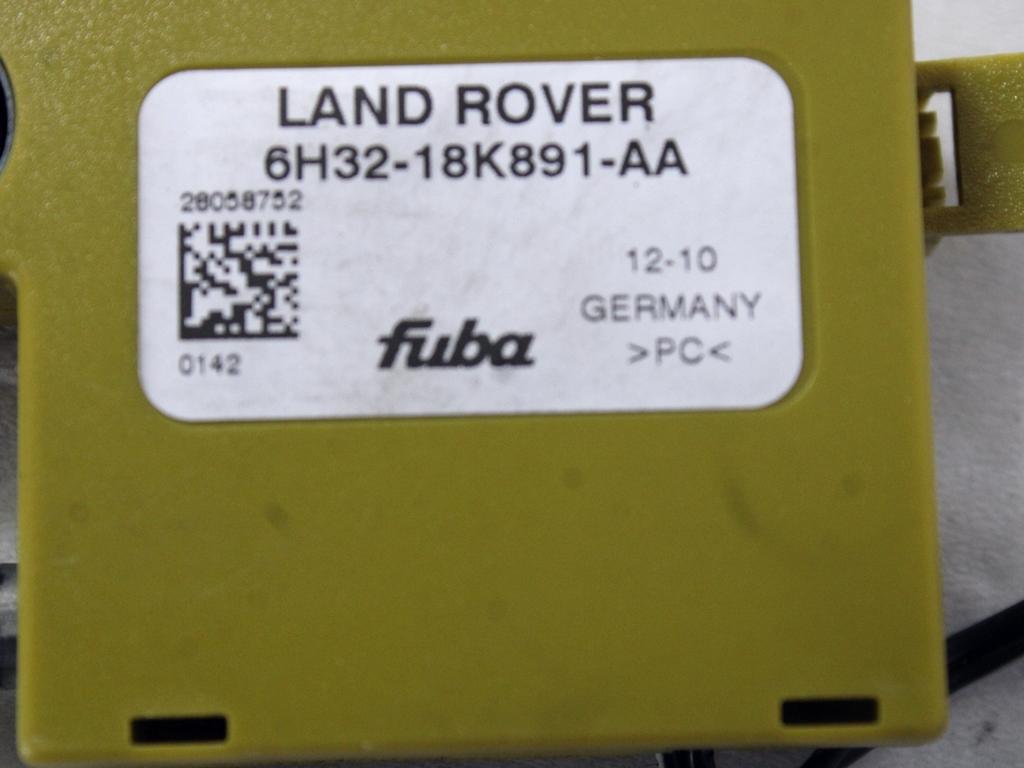 LAND ROVER
6H32-18K891-AA
28058752
12-10
GERMANY
0142
fuba
>PC<